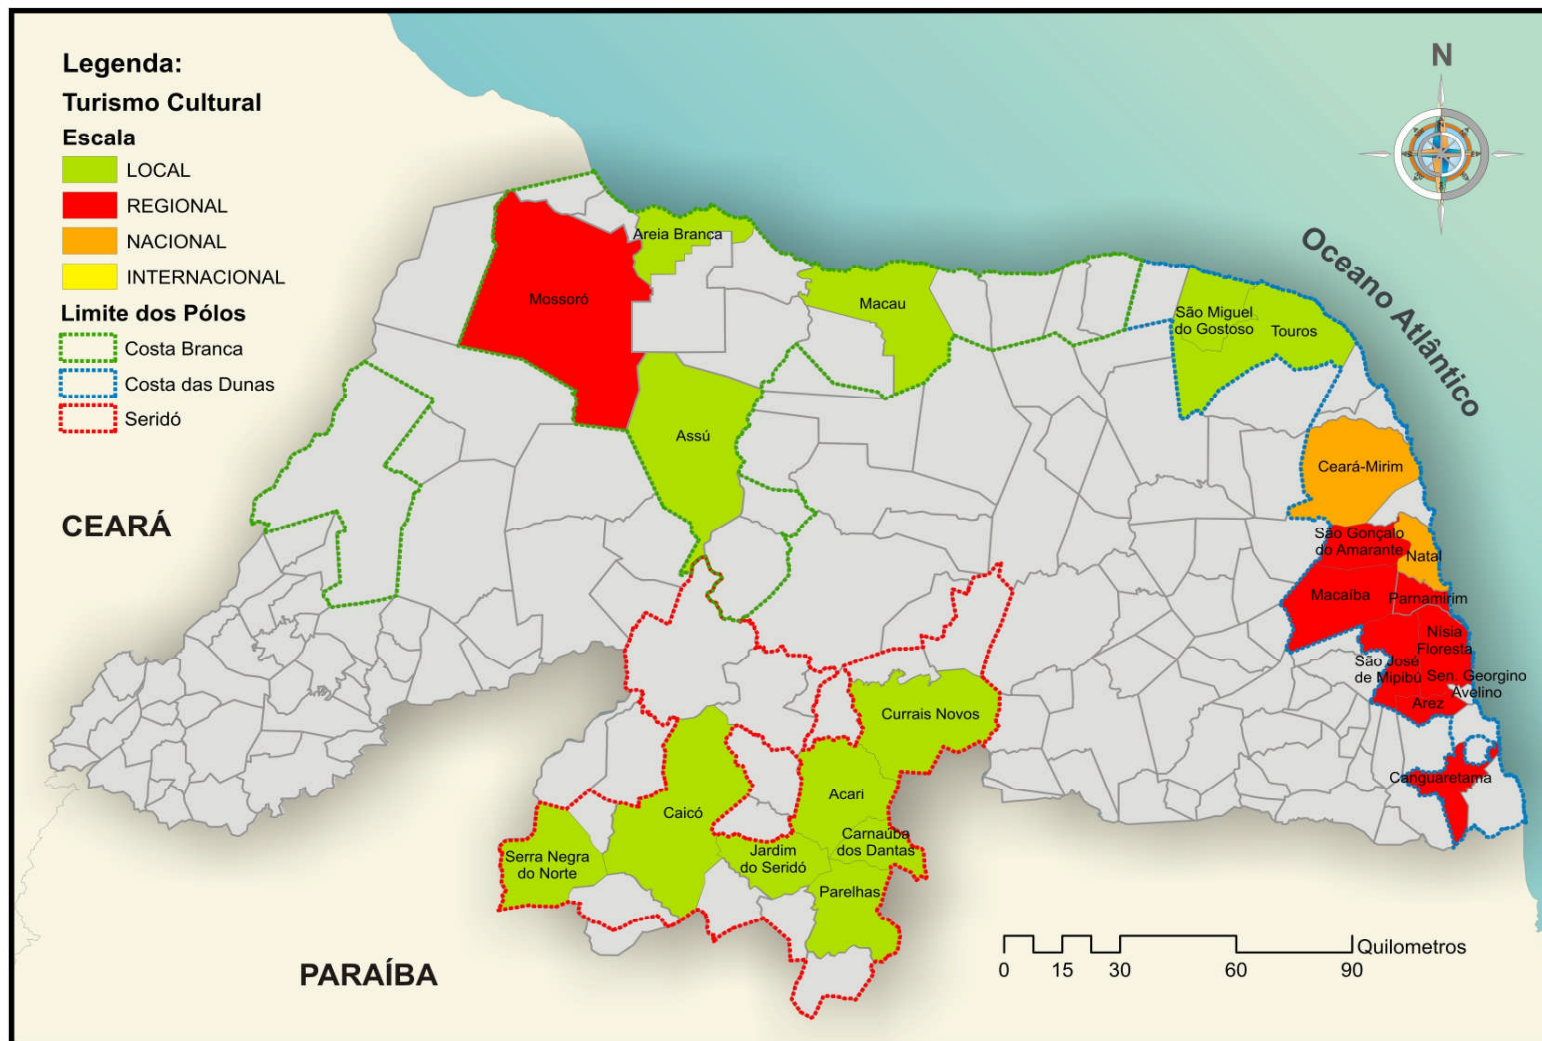 Legenda:
Turismo Cultural
Escala
LOCAL
REGIONAL
NACIONAL
INTERNACIONAL
Limite dos Pólos
Costa Branca
Costa das Dunas
Seridó
N
Oceano Atlântico
CEARÁ
PARAÍBA
Areia Branca
Mossoró
Macau
São Miguel
do Gostoso
Touros
Assú
Ceará-Mirim
São Gonçalo
do Amarante
Natal
Macaíba
Parnamirim
Nísia
Floresta
São José
de Mipibú
Sen. Georgino
Avelino
Arez
Canguaretama
Currais Novos
Acari
Caicó
Carnaúba
dos Dantas
Serra Negra
do Norte
Jardim
do Seridó
Parelhas
Quilometros
0 15 30 60 90